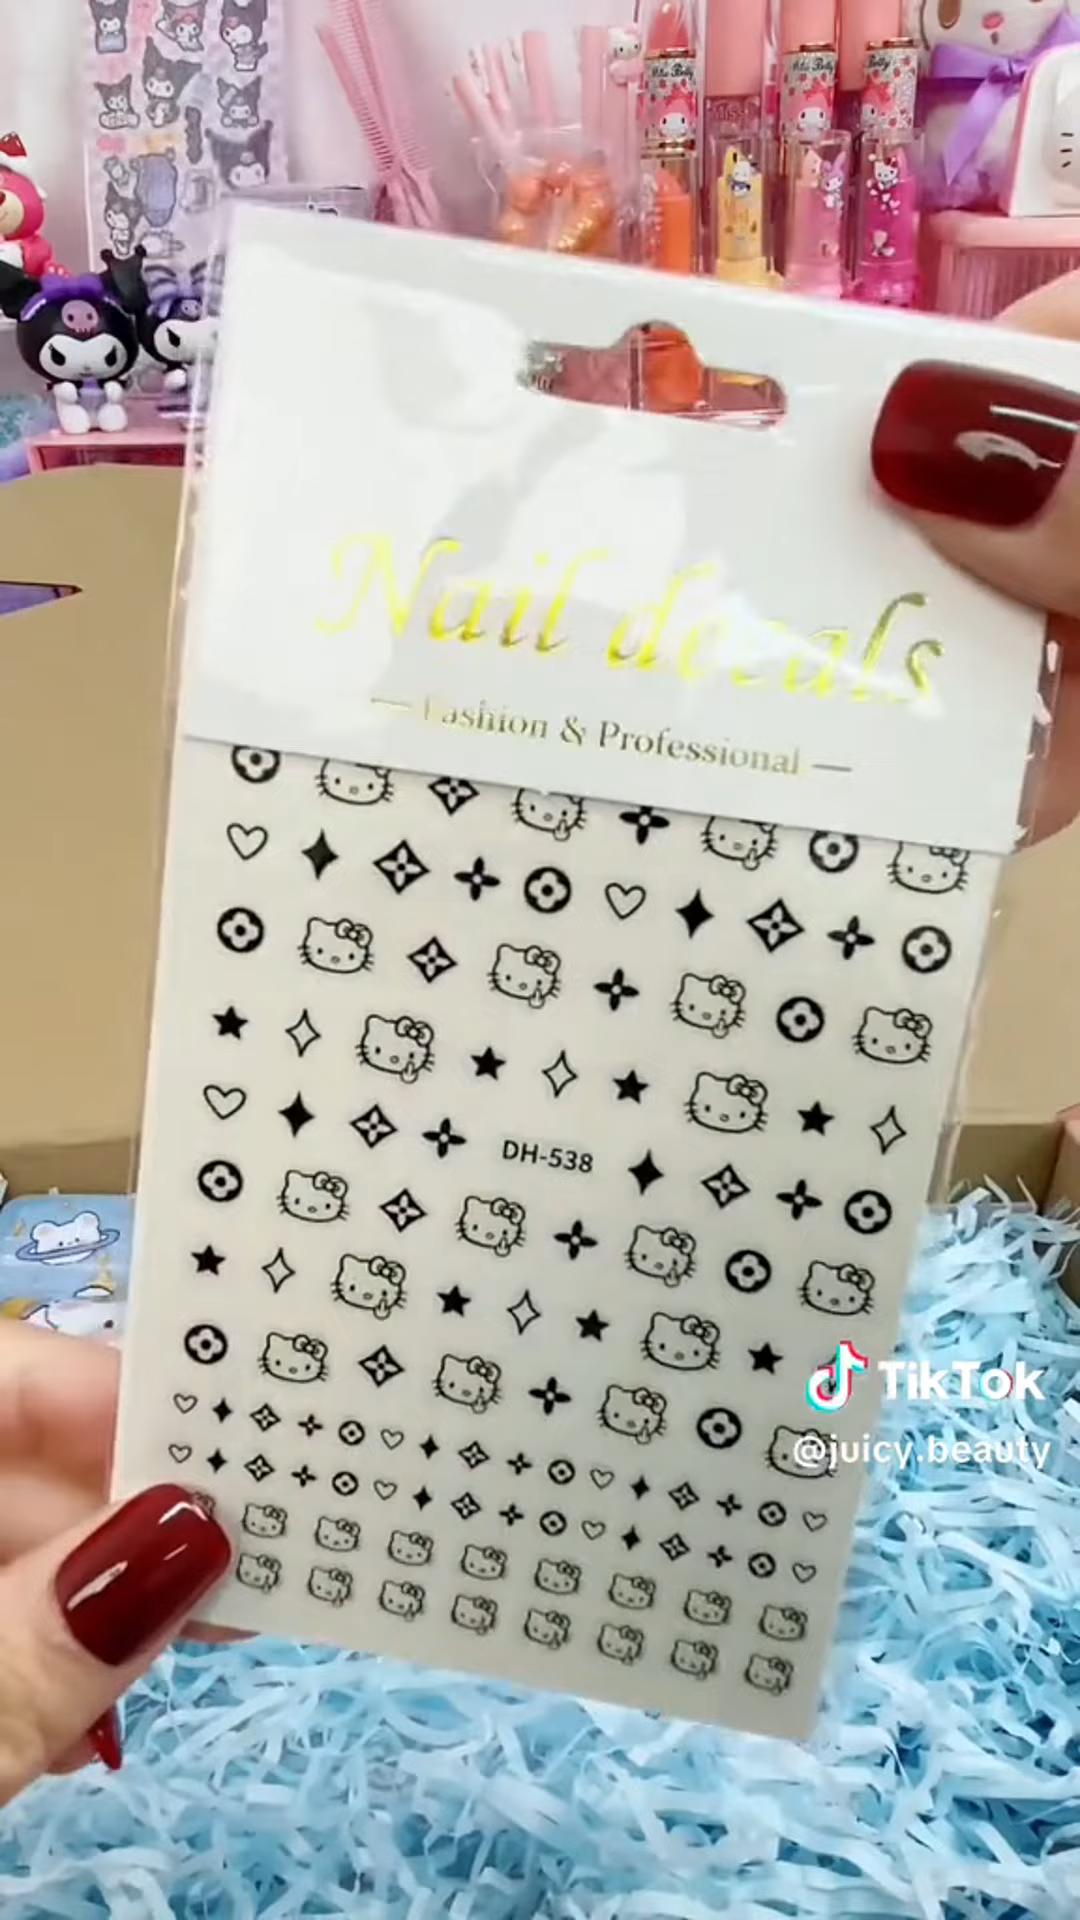 Nail decals
Fashion & Professional
DH-538
TikTok
@juicy.beauty